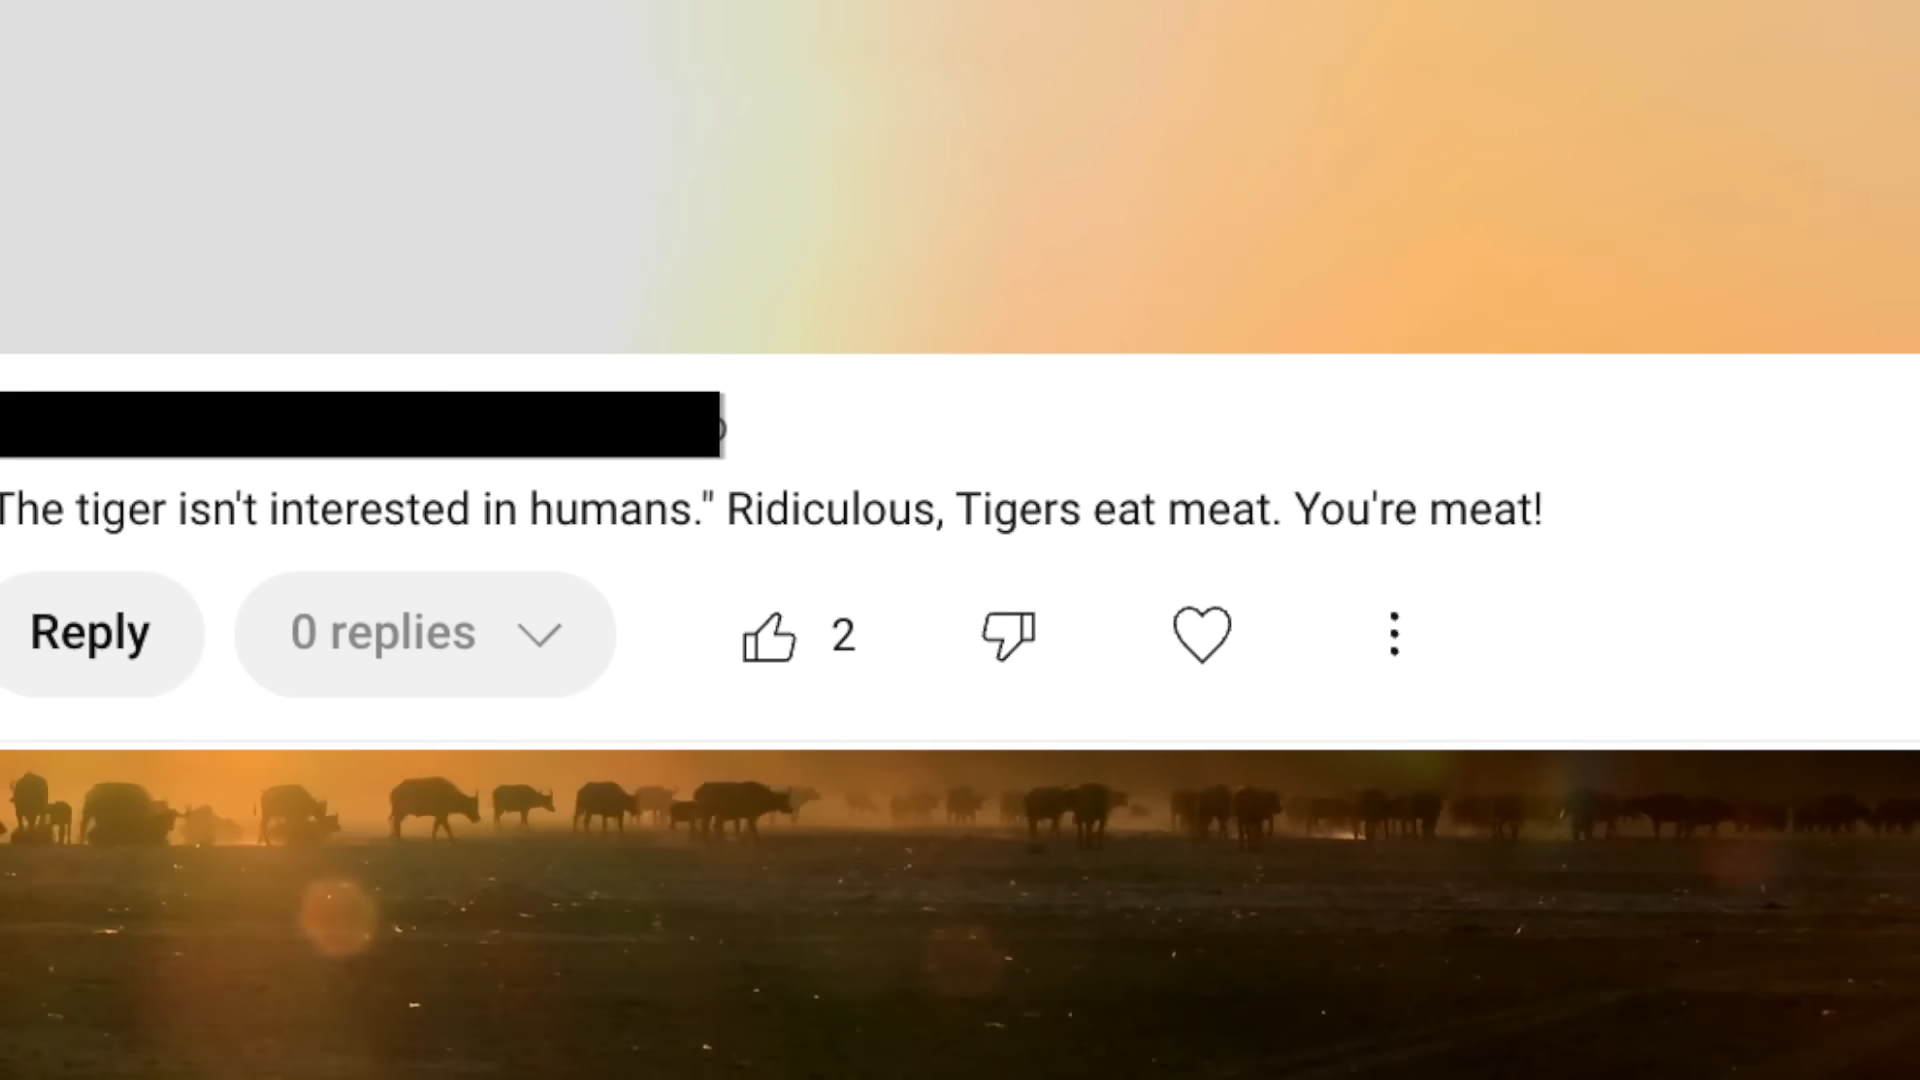 The tiger isn't interested in humans." Ridiculous, Tigers eat meat. You're meat!
Reply
0 replies
2